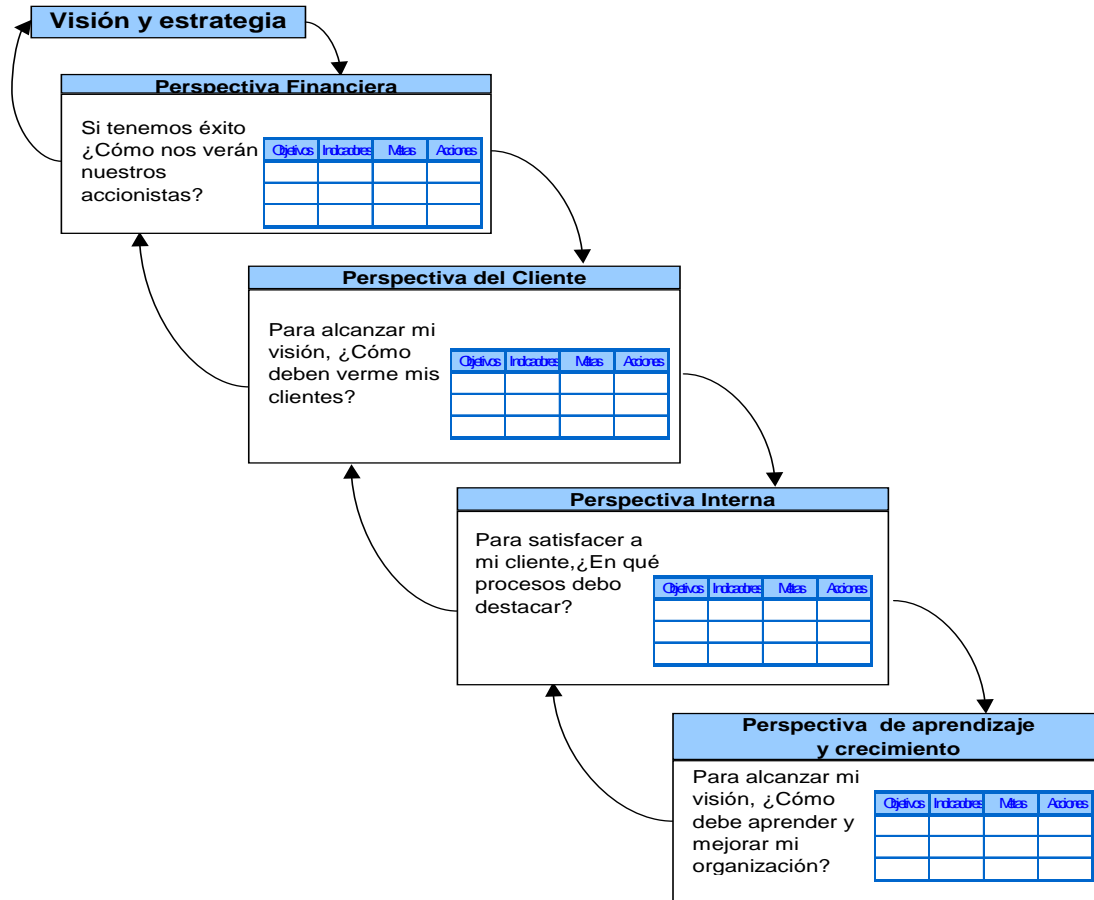 Visión y estrategia
Perspectiva Financiera
Si tenemos éxito
¿Cómo nos verán
nuestros
accionistas?
Objetivos Indicadores Metas Acciones
Perspectiva del Cliente
Para alcanzar mi
visión, ¿Cómo
deben verme mis
clientes?
Objetivos Indicadores Metas Acciones
Perspectiva Interna
Para satisfacer a
mi cliente,¿En qué
procesos debo
destacar?
Objetivos Indicadores Metas Acciones
Perspectiva de aprendizaje
y crecimiento
Para alcanzar mi
visión, ¿Cómo
debe aprender y
mejorar mi
organización?
Objetivos Indicadores Metas Acciones